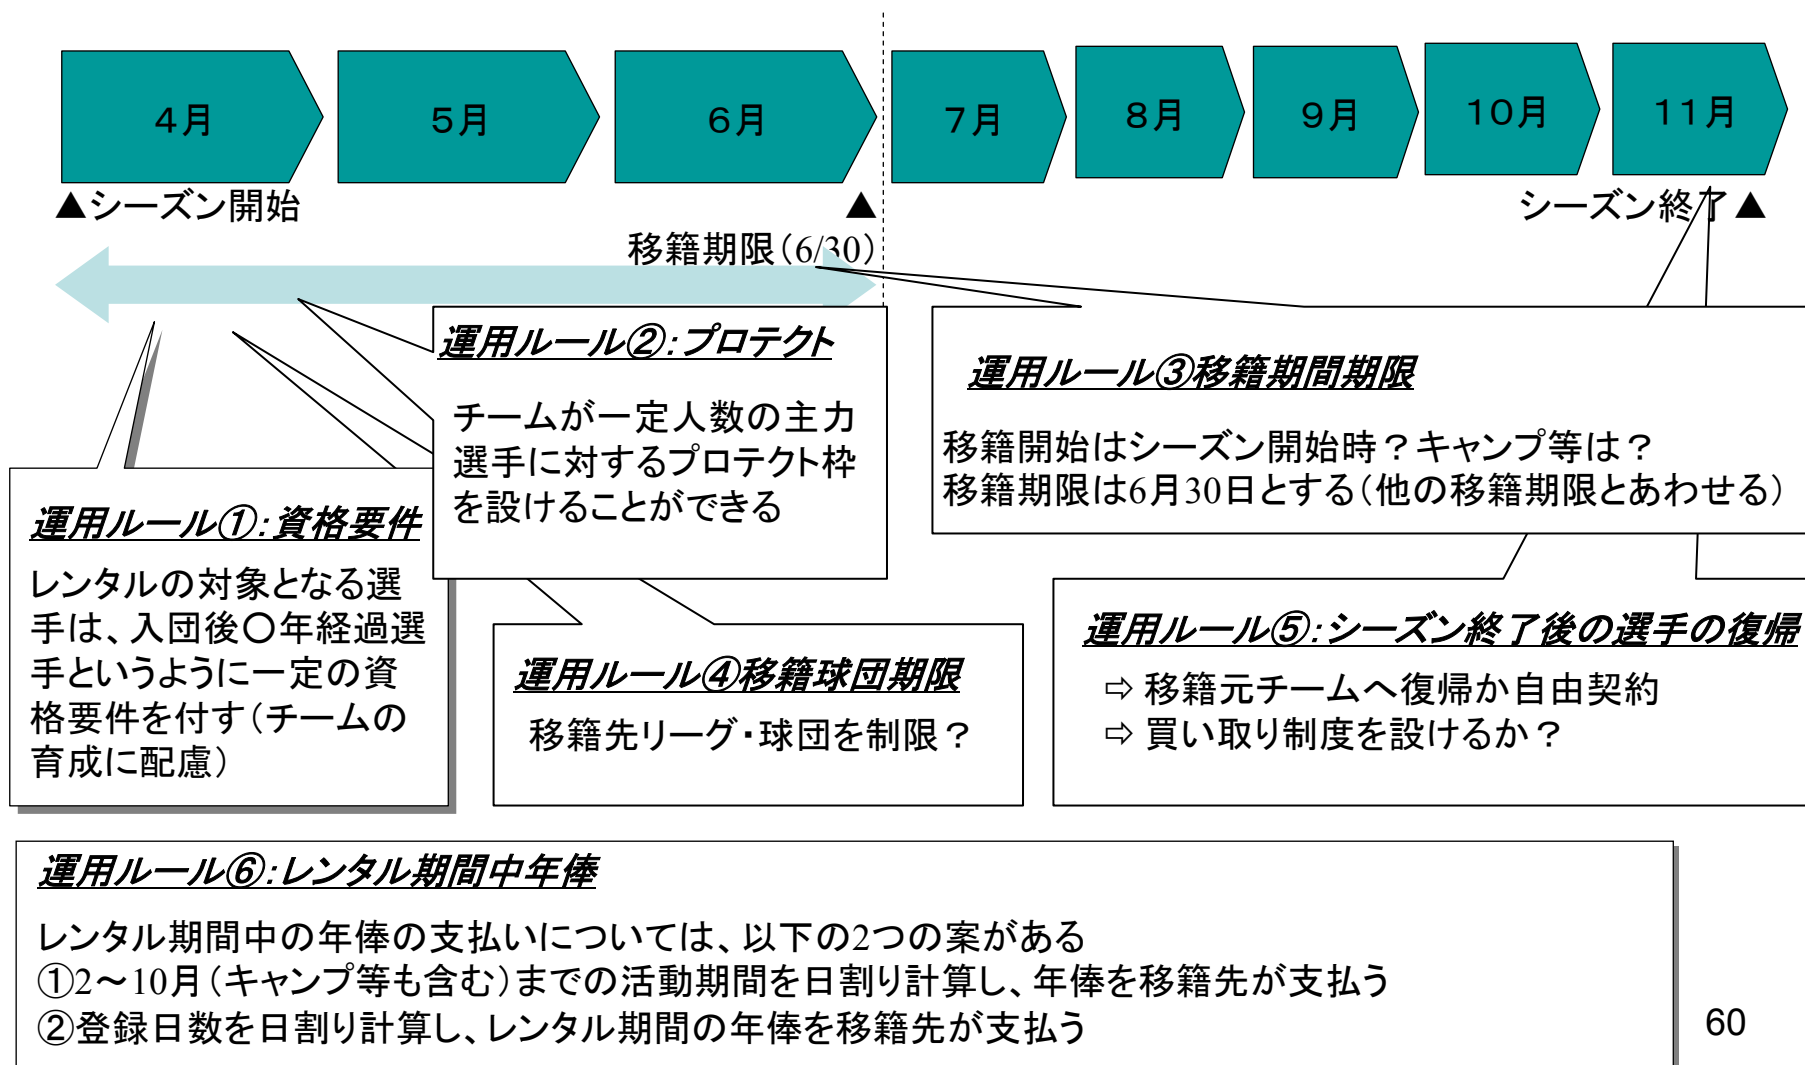 ４月
５月
６月
７月
８月
９月
１０月
１１月
▲シーズン開始
▲
移籍期限（6/30）
シーズン終了▲
運用ルール①：資格要件
レンタルの対象となる選
手は、入団後〇年経過選
手というように一定の資
格要件を付す（チームの
育成に配慮）
運用ルール②：プロテクト
チームが一定人数の主力
選手に対するプロテクト枠
を設けることができる
運用ルール③移籍期間期限
移籍開始はシーズン開始時？キャンプ等は？
移籍期限は6月30日とする（他の移籍期限とあわせる）
運用ルール④移籍球団期限
移籍先リーグ・球団を制限？
運用ルール⑤：シーズン終了後の選手の復帰
⇨ 移籍元チームへ復帰か自由契約
⇨ 買い取り制度を設けるか？
運用ルール⑥：レンタル期間中年俸
レンタル期間中の年俸の支払いについては、以下の2つの案がある
①2～10月（キャンプ等も含む）までの活動期間を日割り計算し、年俸を移籍先が支払う
②登録日数を日割り計算し、レンタル期間の年俸を移籍先が支払う
60